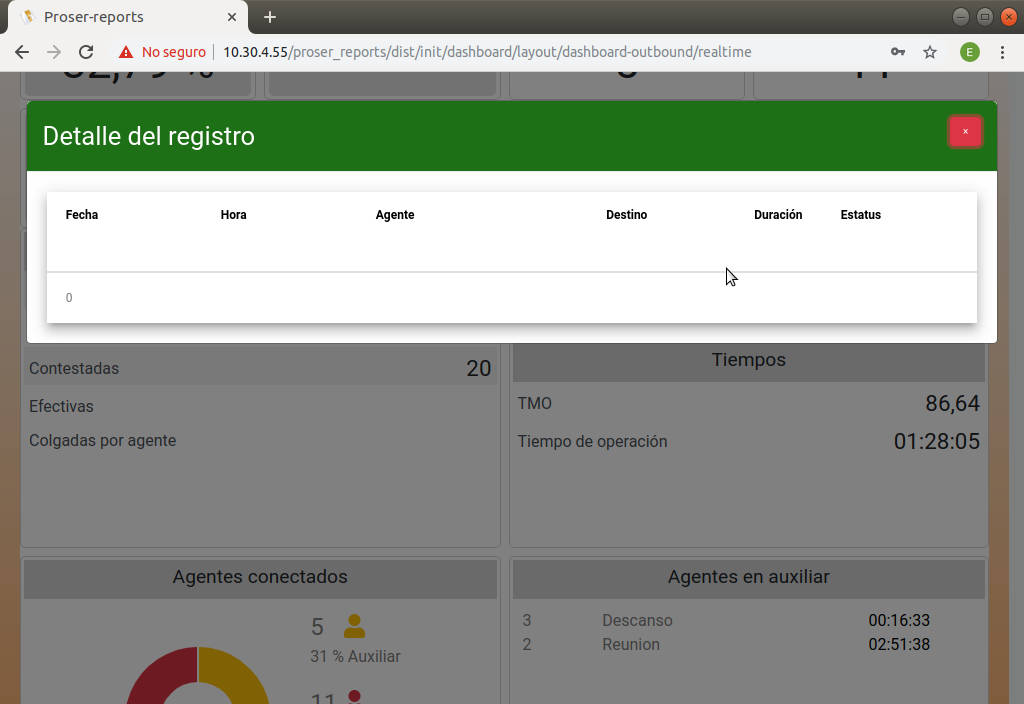 Proser-reports
No seguro | 10.30.4.55/proser_reports/dist/init/dashboard/layout/dashboard-outbound/realtime
E
Detalle del registro
×
Fecha Hora Agente Destino Duración Estatus
0
Contestadas 20
Efectivas
Colgadas por agente
Tiempos
TMO 86,64
Tiempo de operación 01:28:05
Agentes conectados
5
31 % Auxiliar
11
Agentes en auxiliar
3 Descanso 00:16:33
2 Reunion 02:51:38